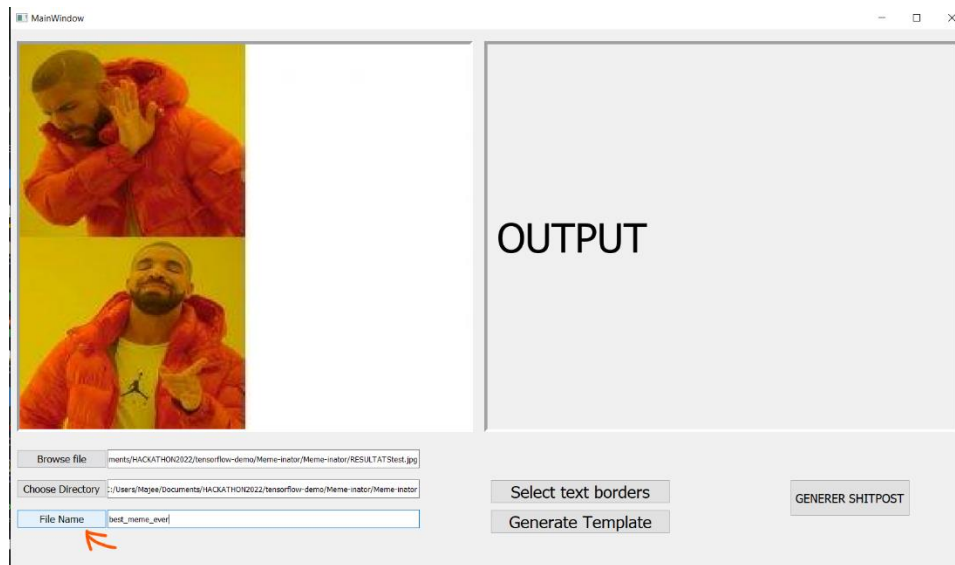 MainWindow
OUTPUT
Browse file
ments/HACKATHON2022/tensorflow-demo/Meme-inator/Meme-inator/RESULTATStest.jpg
Choose Directory
:/Users/Majee/Documents/HACKATHON2022/tensorflow-demo/Meme-inator/Meme-inator
File Name
best_meme_ever
Select text borders
Generate Template
GENERER SHITPOST